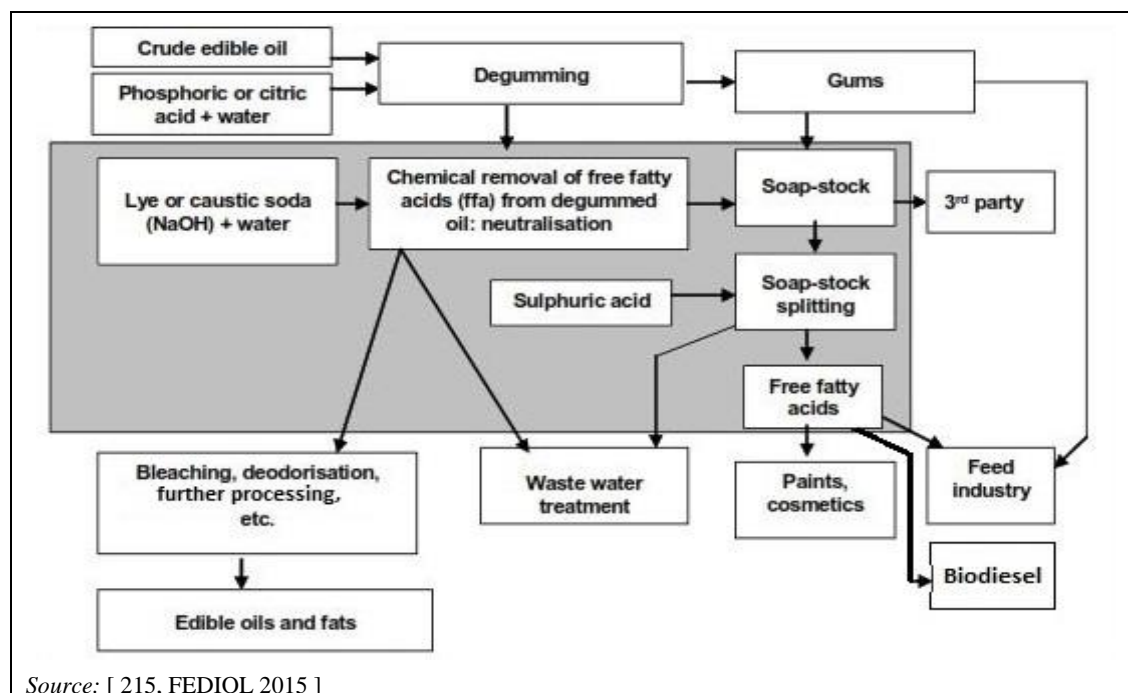 Crude edible oil
Phosphoric or citric
acid + water
Degumming
Gums
Lye or caustic soda
(NaOH) + water
Chemical removal of free fatty
acids (ffa) from degummed
oil: neutralisation
Soap-stock
3rd party
Sulphuric acid
Soap-stock
splitting
Free fatty
acids
Bleaching, deodorisation,
further processing,
etc.
Waste water
treatment
Paints,
cosmetics
Feed
industry
Biodiesel
Edible oils and fats
Source: [ 215, FEDIOL 2015 ]